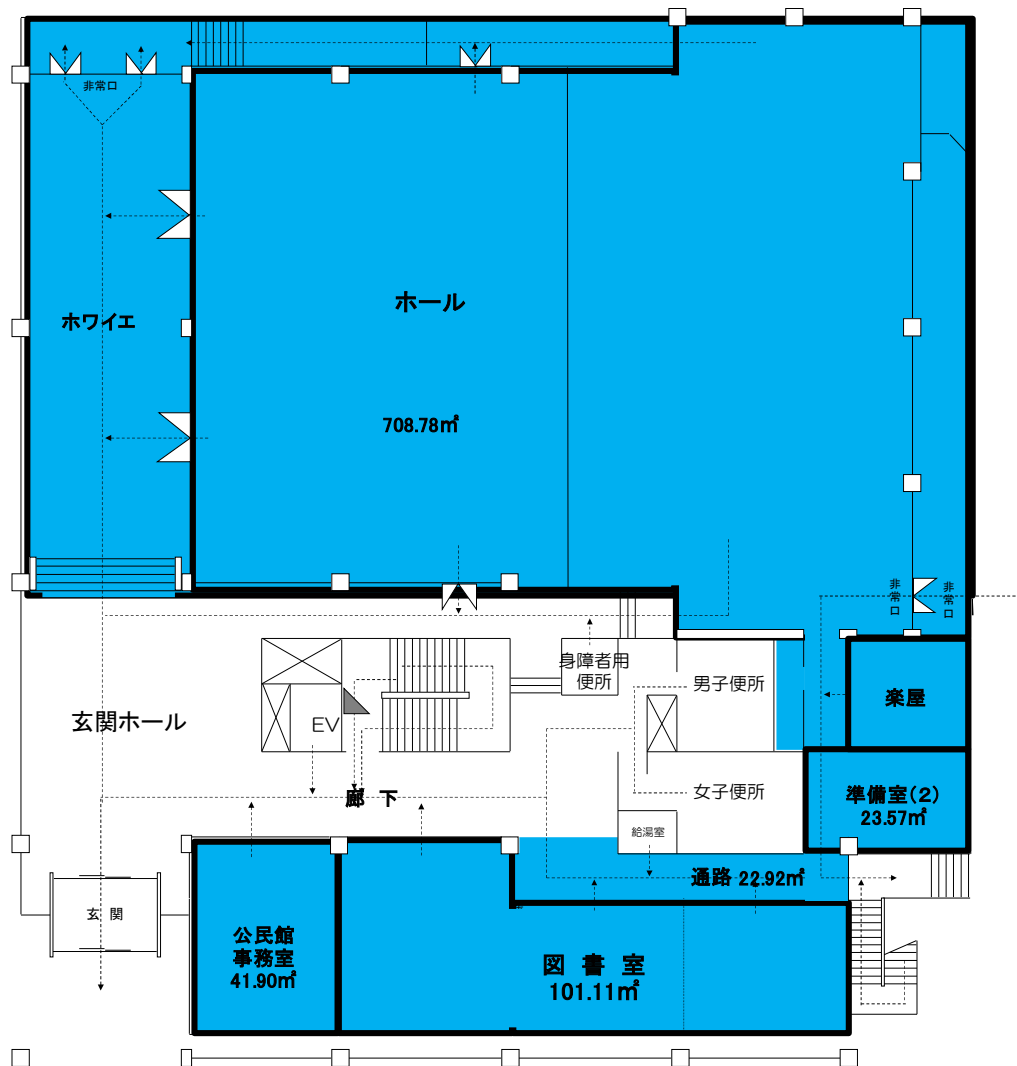 非常口
ホール
ホワイエ
708.78㎡
非常口
非常口
身障者用
便所
男子便所
楽屋
玄関ホール
EV
女子便所
準備室(2)
23.57㎡
廊下
給湯室
通路 22.92㎡
玄関
公民館
事務室
41.90㎡
図書室
101.11㎡